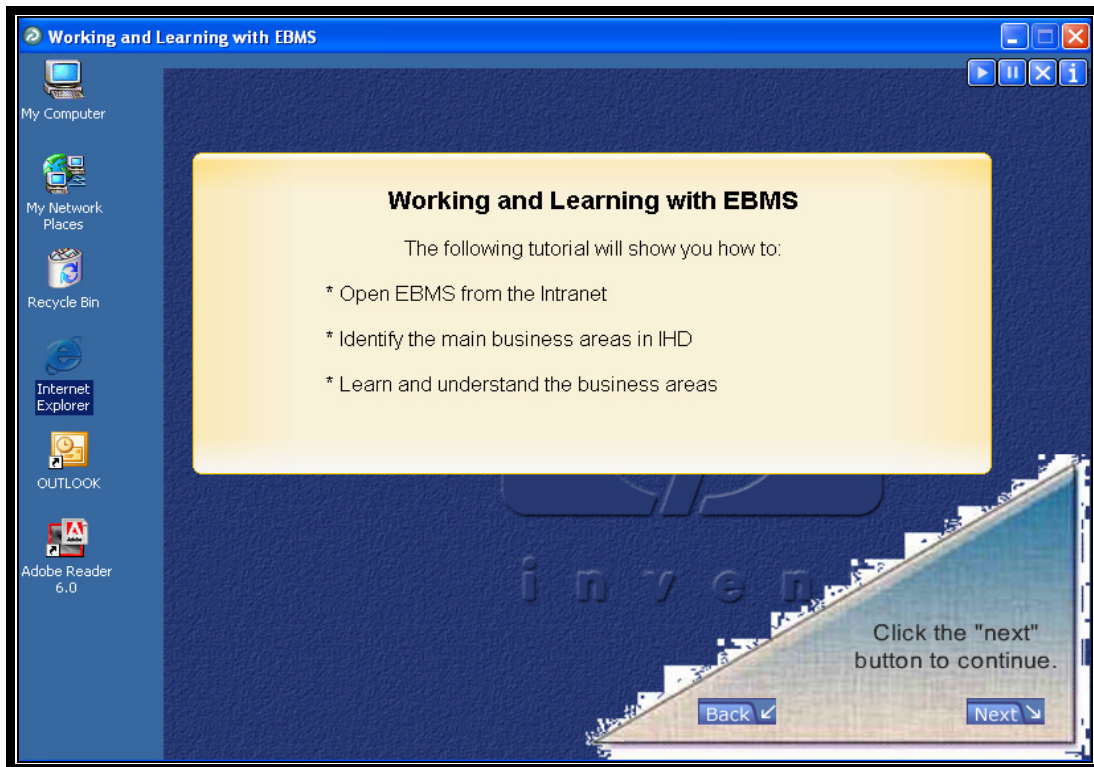 Working and Learning with EBMS
My Computer
My Network
Places
Recycle Bin
Internet
Explorer
OUTLOOK
Adobe Reader
6.0
Working and Learning with EBMS
The following tutorial will show you how to:
* Open EBMS from the Intranet
* Identify the main business areas in IHD
* Learn and understand the business areas
i n v e n
Click the "next"
button to continue.
Back
Next